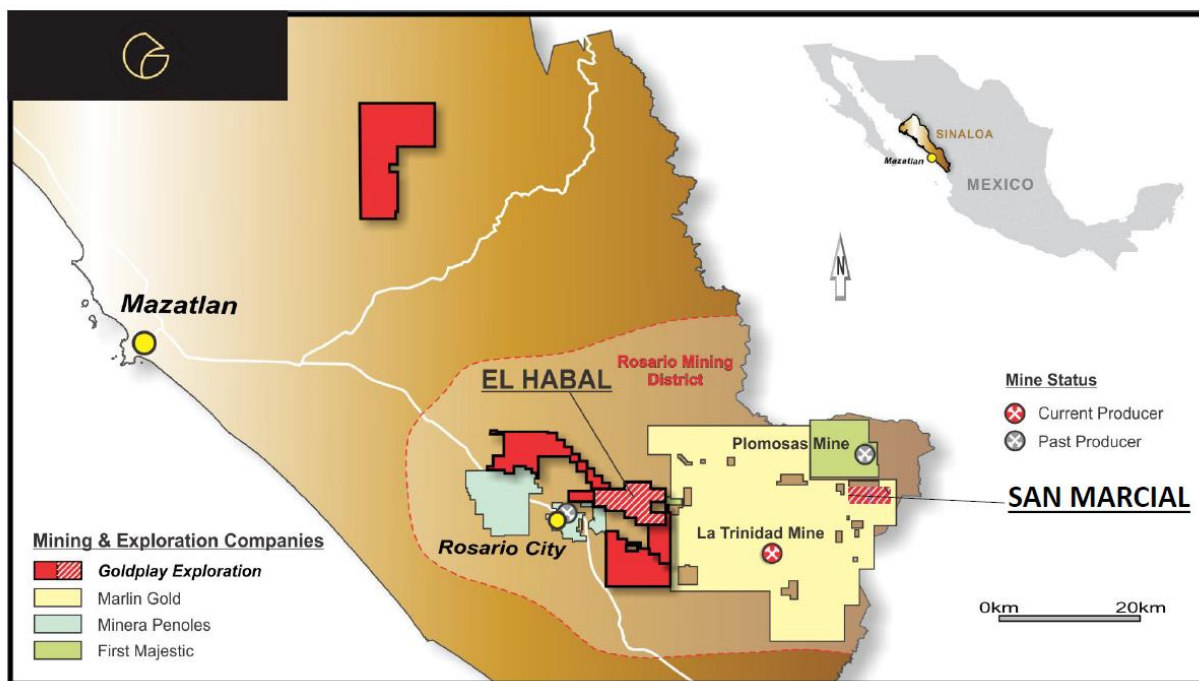 SINALOA
Mazatlan
MEXICO
N
Mazatlan
Rosario Mining
District
EL HABAL
Mine Status
Current Producer
Past Producer
Plomosas Mine
SAN MARCIAL
La Trinidad Mine
Rosario City
Mining & Exploration Companies
Goldplay Exploration
Marlin Gold
Minera Penoles
First Majestic
0km
20km